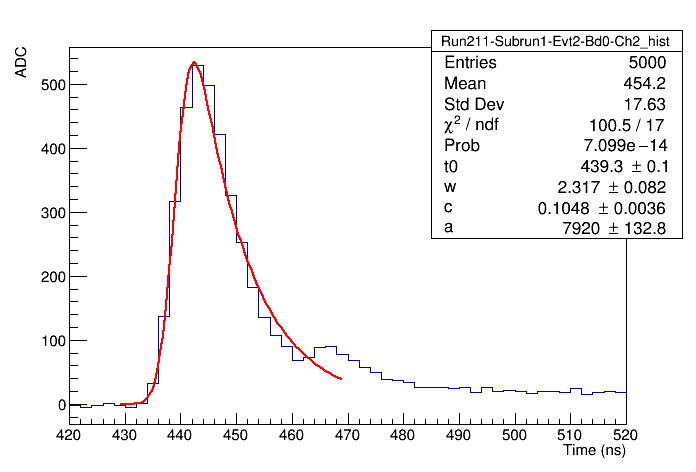 Run211-Subrun1-Evt2-Bd0-Ch2_hist
Entries 5000
Mean 454.2
Std Dev 17.63
χ² / ndf 100.5 / 17
Prob 7.099e−14
t0 439.3 ± 0.1
w 2.317 ± 0.082
c 0.1048 ± 0.0036
a 7920 ± 132.8
ADC
500
400
300
200
100
0
420 430 440 450 460 470 480 490 500 510 520
Time (ns)